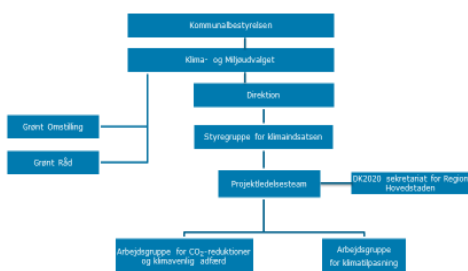 Kommunalbestyrelsen
Klima- og Miljøudvalget
Direktion
Grønt Omstilling
Styregruppe for klimaindsatsen
Grønt Råd
Projektledelsesteam
DK2020 sekretariat for Region
Hovedstaden
Arbejdsgruppe for CO₂-reduktioner
og klimavenlig adfærd
Arbejdsgruppe
for klimatilpasning